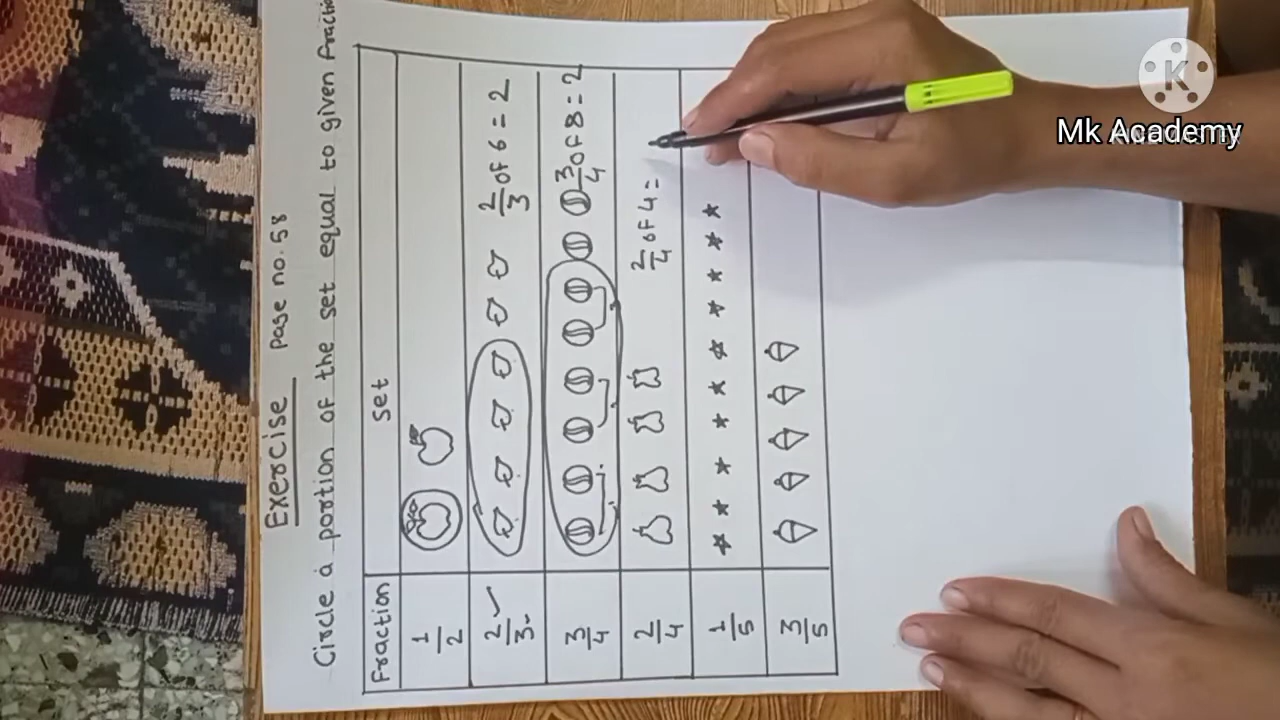 Exercise page no. 58
Circle a portion of the set equal to given
Fraction Set
1/2
2/3 2/3 of 6 = 2
3/4 3/4 of 8 = 2
2/4 2/4 of 4 =
1/5
3/5
K
Mk Academy